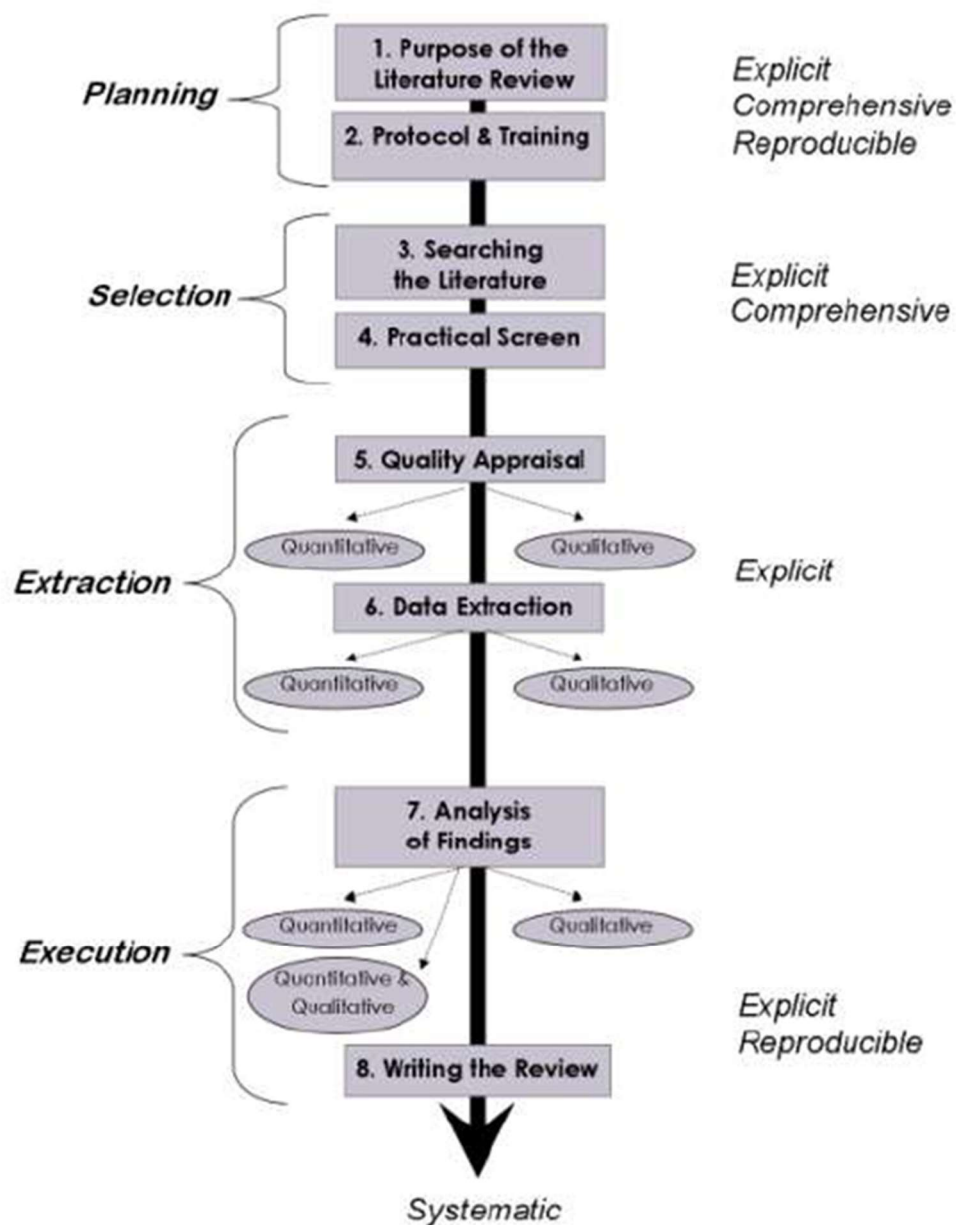 Planning
1. Purpose of the
Literature Review
2. Protocol & Training
Explicit
Comprehensive
Reproducible
Selection
3. Searching
the Literature
4. Practical Screen
Explicit
Comprehensive
Extraction
5. Quality Appraisal
Quantitative
Qualitative
6. Data Extraction
Quantitative
Qualitative
Explicit
Execution
7. Analysis
of Findings
Quantitative
Qualitative
Quantitative &
Qualitative
8. Writing the Review
Explicit
Reproducible
Systematic